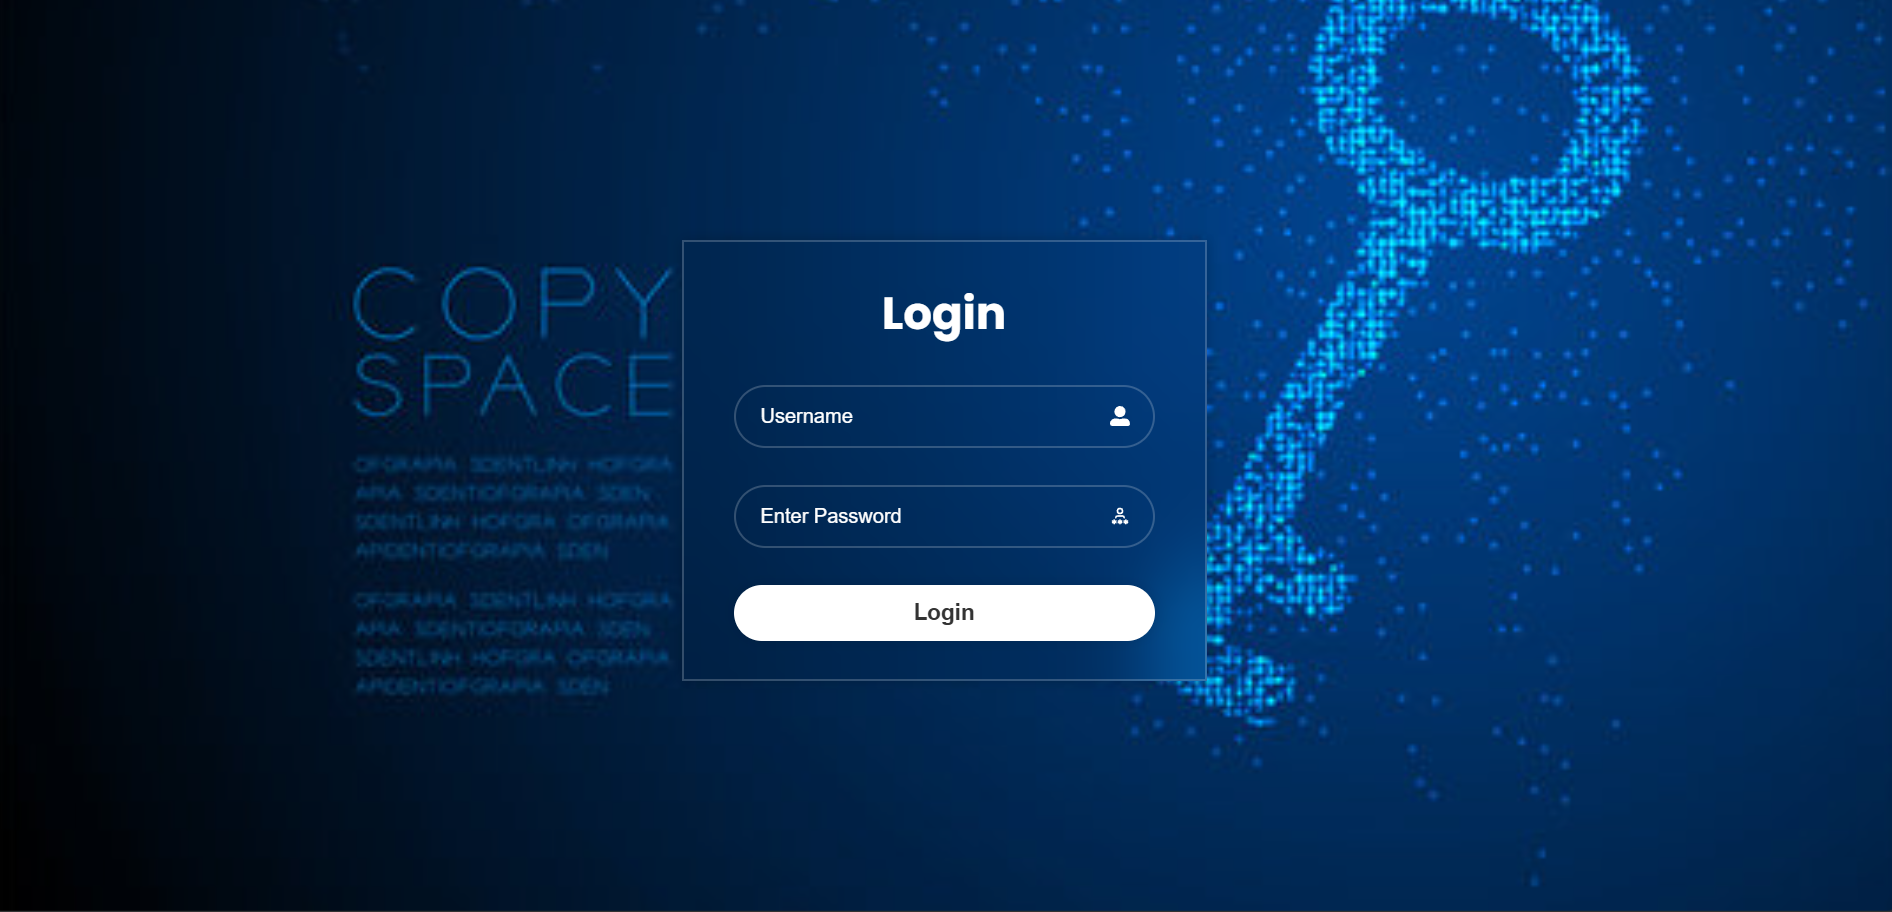 COPY
SPACE
OFGRAPIA SDENTLINH HOFGRA
APIA SDENTIOFGRAPIA SDEN
SDENTLINH HOFGRA OFGRAPIA
APIDENTIOFGRAPIA SDEN
OFGRAPIA SDENTLINH HOFGRA
APIA SDENTIOFGRAPIA SDEN
SDENTLINH HOFGRA OFGRAPIA
APIDENTIOFGRAPIA SDEN
Login
Username
Enter Password
Login